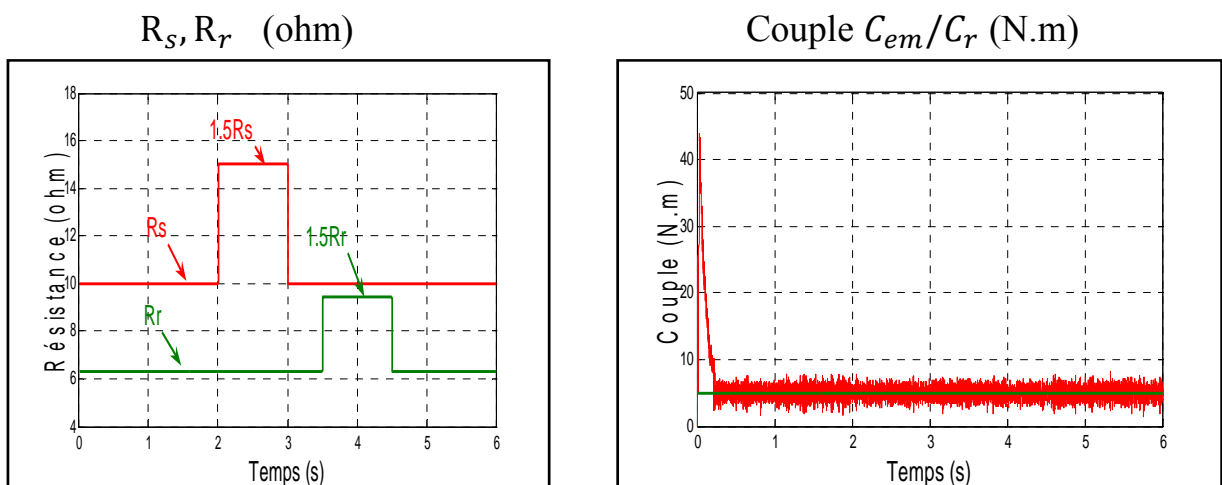 R_s, R_r (ohm)
Couple C_em/C_r (N.m)
18
16
14
12
10
8
6
4
0
1
2
3
4
5
6
Résistance (ohm)
Temps (s)
1.5Rs
Rs
1.5Rr
Rr
50
40
30
20
10
0
0
1
2
3
4
5
6
Couple (N.m)
Temps (s)